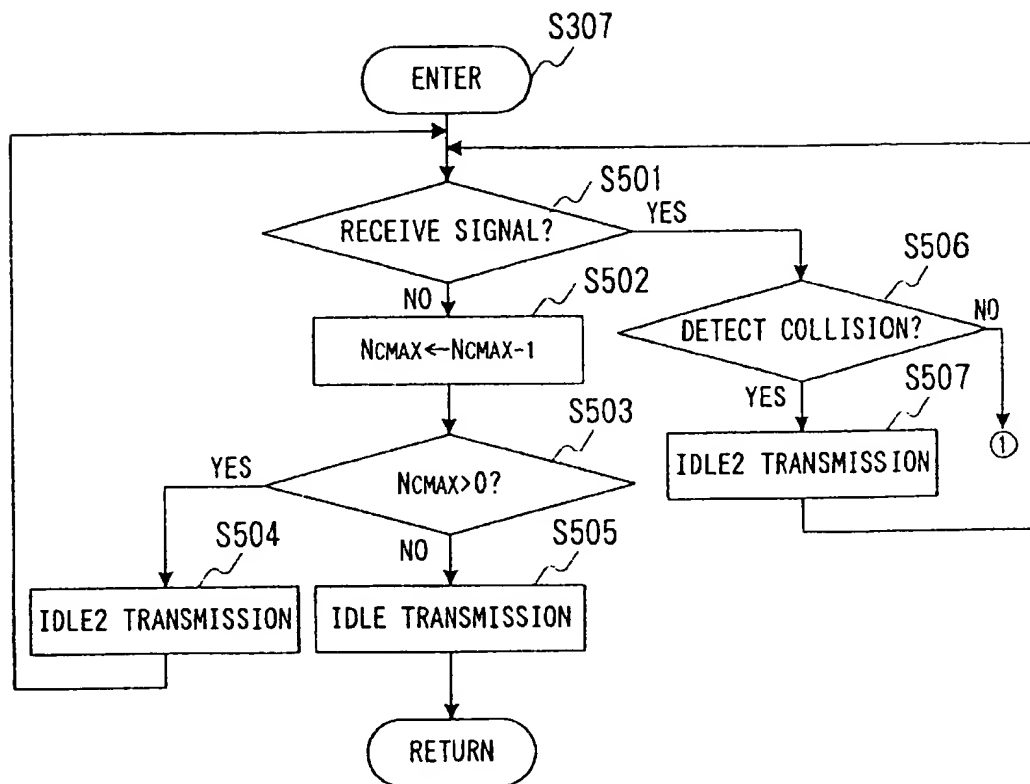 S307
ENTER
S501
RECEIVE SIGNAL?
YES
NO
S502
NCMAX←NCMAX-1
S506
DETECT COLLISION?
NO
YES
S507
IDLE2 TRANSMISSION
①
S503
NCMAX>0?
YES
NO
S504
IDLE2 TRANSMISSION
S505
IDLE TRANSMISSION
RETURN